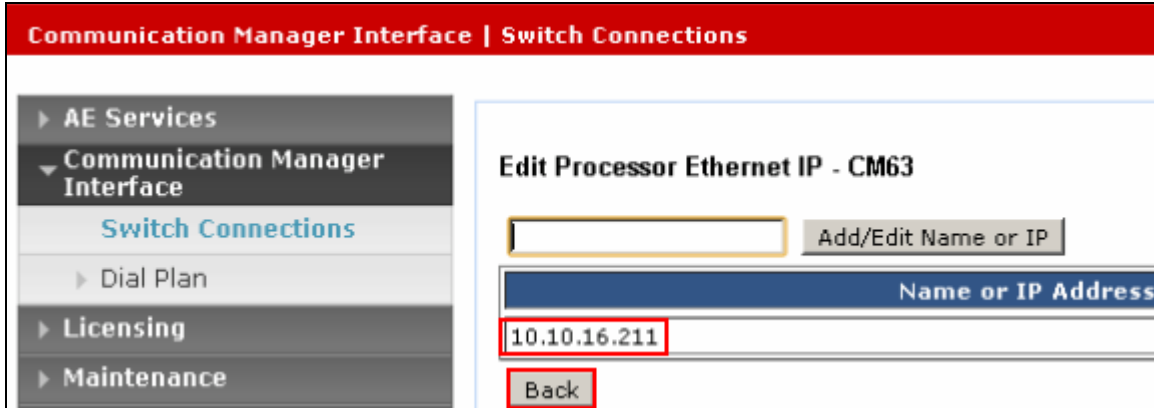 Communication Manager Interface | Switch Connections
AE Services
Communication Manager
Interface
Switch Connections
Dial Plan
Licensing
Maintenance
Edit Processor Ethernet IP - CM63
Add/Edit Name or IP
Name or IP Address
10.10.16.211
Back